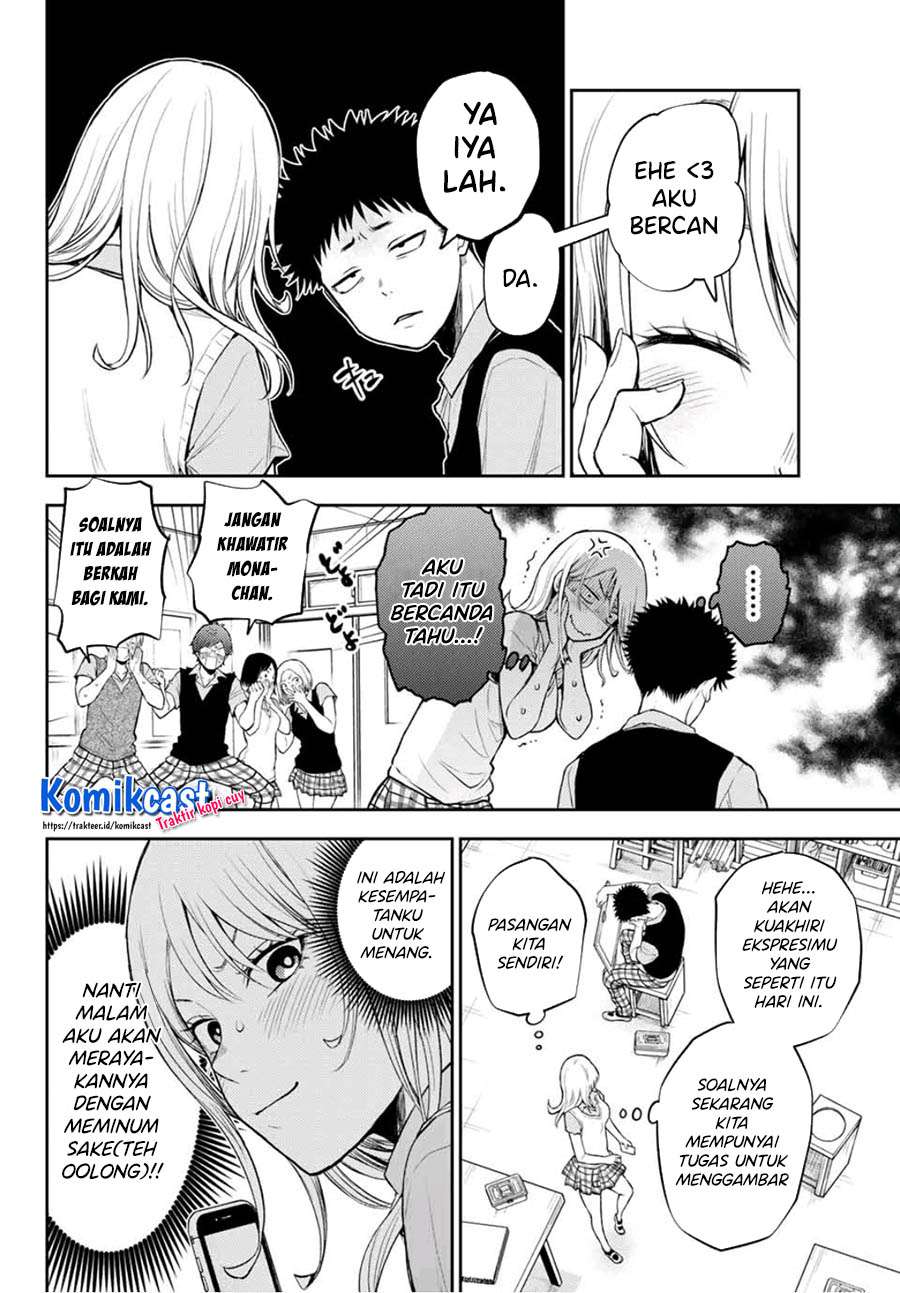 EHE <3
AKU
BERCAN
DA.
YA
IYA
LAH.
........
AKU
TADI ITU
BERCANDA
TAHU...!
JANGAN
KHAWATIR
MONA-
CHAN.
SOALNYA
ITU ADALAH
BERKAH
BAGI KAMI.
Komikcast
https://trakteer.id/komikcast
Traktir kopi cuy
HEHE...
AKAN
KUAKHIRI
EKSPRESIMU
YANG
SEPERTI ITU
HARI INI.
SOALNYA
SEKARANG
KITA
MEMPUNYAI
TUGAS UNTUK
MENGGAMBAR
PASANGAN
KITA
SENDIRI!
INI ADALAH
KESEMPA-
TANKU
UNTUK
MENANG.
NANTI
MALAM
AKU AKAN
MERAYA-
KANNYA
DENGAN
MEMINUM
SAKE(TEH
OOLONG)!!